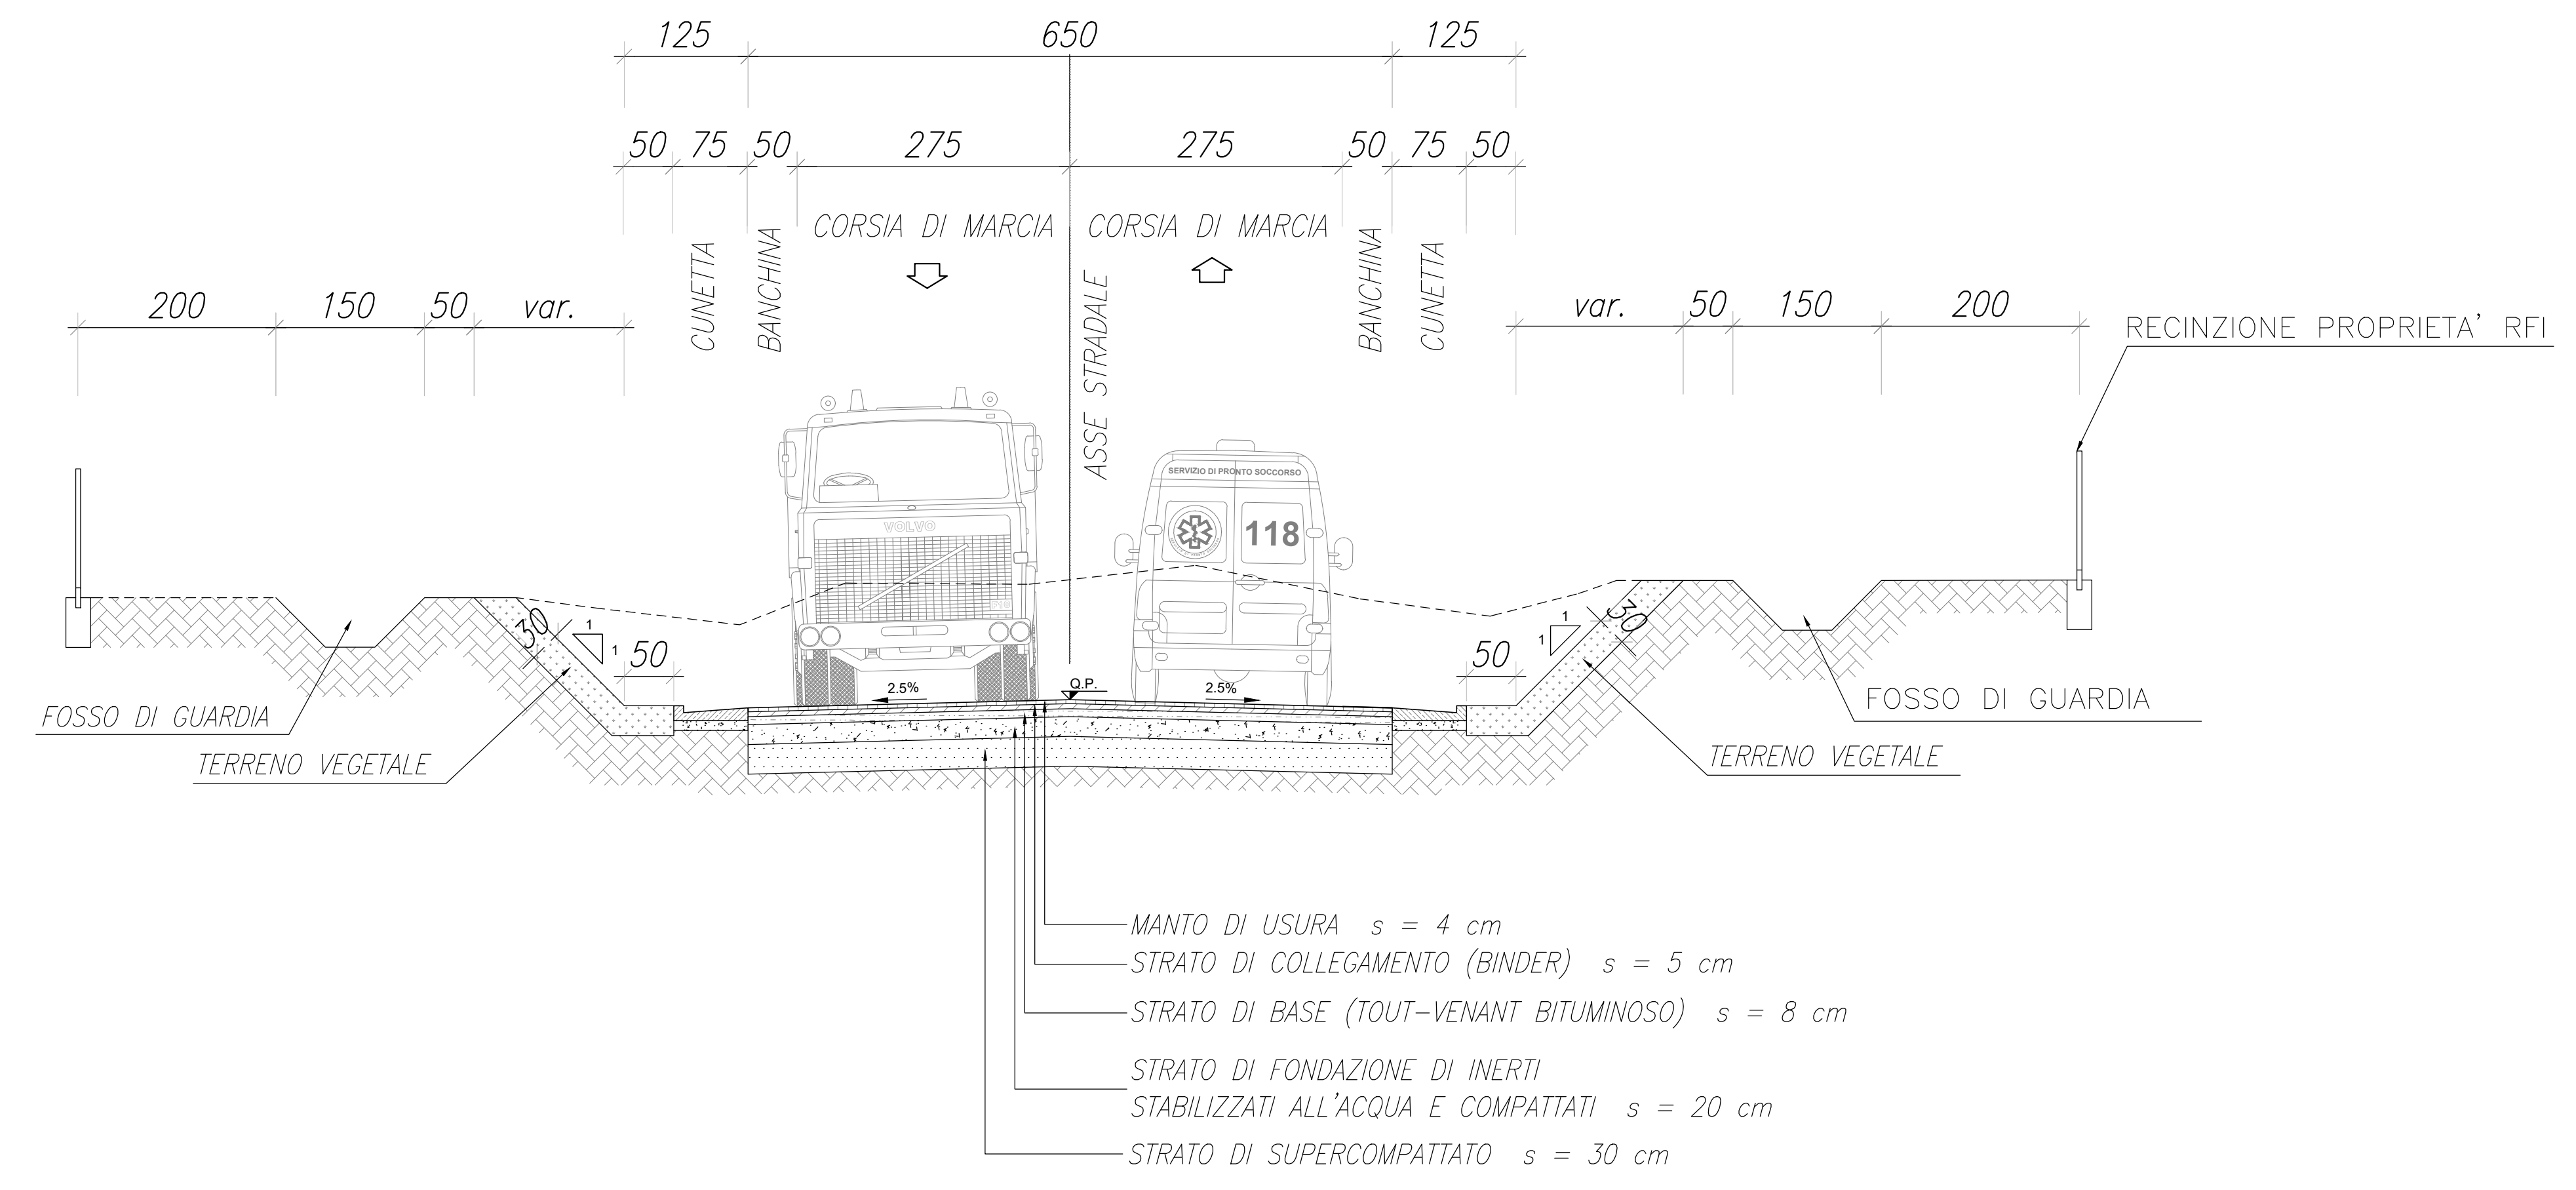 125 650 125
50 75 50 275 275 50 75 50
CORSIA DI MARCIA CORSIA DI MARCIA
CUNETTA
BANCHINA
ASSE STRADALE
BANCHINA
CUNETTA
200 150 50 var.
var. 50 150 200
RECINZIONE PROPRIETA' RFI
SERVIZIO DI PRONTO SOCCORSO
VOLVO
118
F10
30
1
1
50
2.5%
Q.P.
2.5%
50
1
1
30
FOSSO DI GUARDIA
TERRENO VEGETALE
FOSSO DI GUARDIA
TERRENO VEGETALE
MANTO DI USURA s = 4 cm
STRATO DI COLLEGAMENTO (BINDER) s = 5 cm
STRATO DI BASE (TOUT-VENANT BITUMINOSO) s = 8 cm
STRATO DI FONDAZIONE DI INERTI
STABILIZZATI ALL'ACQUA E COMPATTATI s = 20 cm
STRATO DI SUPERCOMPATTATO s = 30 cm